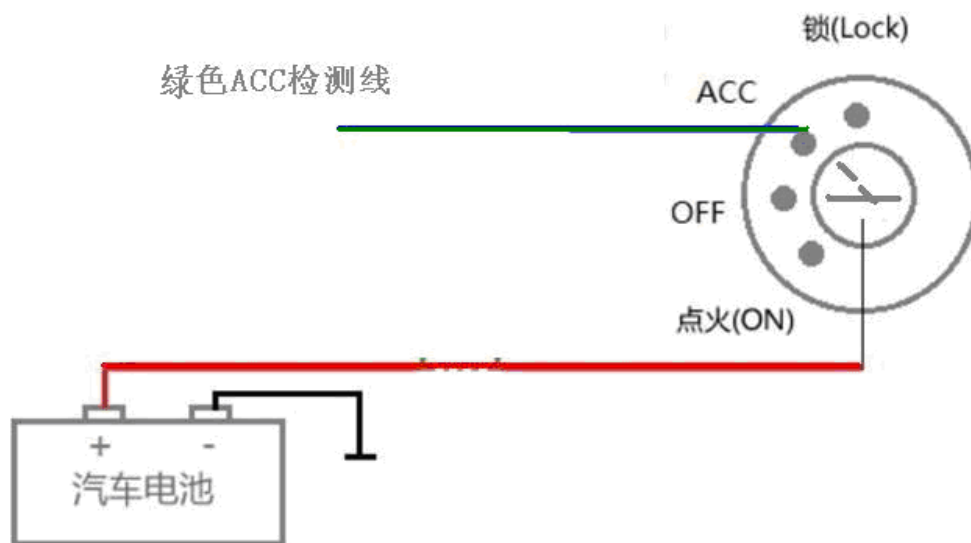 锁(Lock)
绿色ACC检测线
ACC
OFF
点火(ON)
+ -
汽车电池